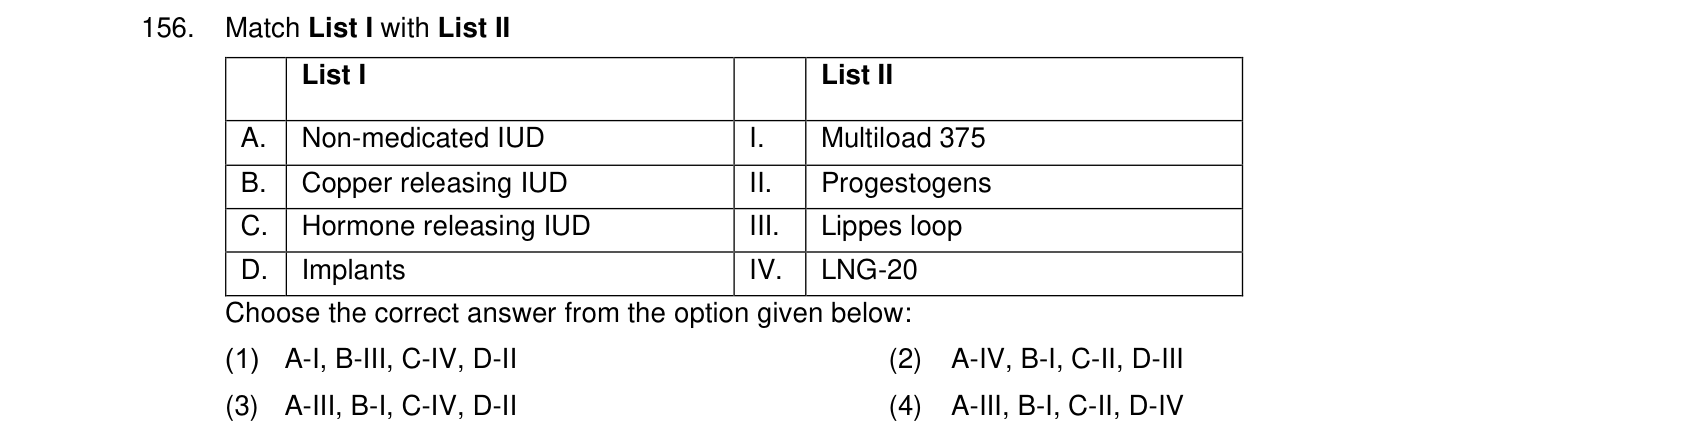 156. Match List I with List II
List I List II
A. Non-medicated IUD I. Multiload 375
B. Copper releasing IUD II. Progestogens
C. Hormone releasing IUD III. Lippes loop
D. Implants IV. LNG-20
Choose the correct answer from the option given below:
(1) A-I, B-III, C-IV, D-II (2) A-IV, B-I, C-II, D-III
(3) A-III, B-I, C-IV, D-II (4) A-III, B-I, C-II, D-IV